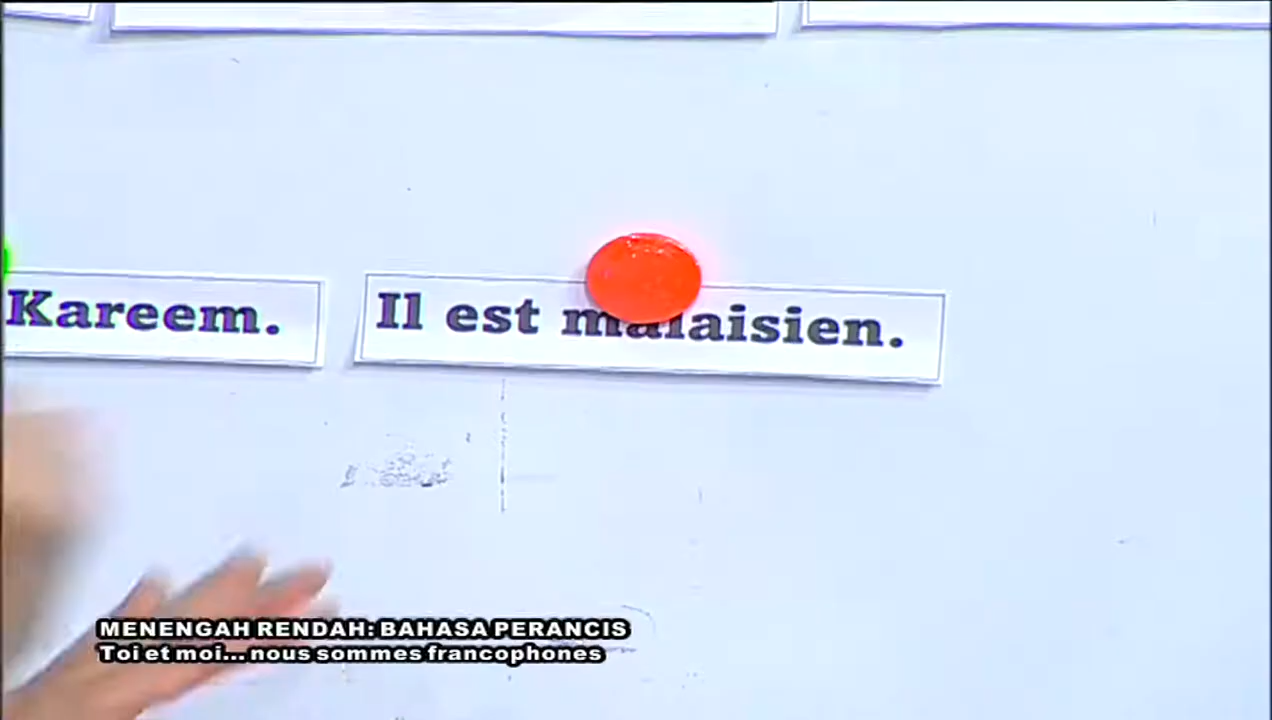 Kareem.
Il est malaisien.
MENENGAH RENDAH: BAHASA PERANCIS
Toi et moi... nous sommes francophones